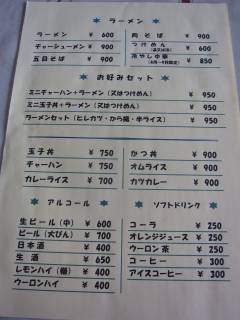 ラーメン
ラーメン ¥ 600
チャーシューメン ¥ 900
五目そば ¥ 900
肉そば ¥ 900
つけめん ¥ 600
冷やし中華 ¥ 850
お好みセット
ミニチャーハン+ラーメン(又はつけめん) ¥ 900
ミニ玉子丼+ラーメン(又はつけめん) ¥ 900
ラーメンセット(ヒレカツ・から揚・半ライス) ¥ 900
玉子丼 ¥ 750
チャーハン ¥ 750
カレーライス ¥ 700
かつ丼 ¥ 900
オムライス ¥ 900
カツカレー ¥ 900
アルコール
生ビール(中) ¥ 600
ビール(大びん) ¥ 700
日本酒 ¥ 400
生酒 ¥ 650
レモンハイ ¥ 400
ウーロンハイ ¥ 400
ソフトドリンク
コーラ ¥ 250
オレンジジュース ¥ 250
ウーロン茶 ¥ 250
コーヒー ¥ 300
アイスコーヒー ¥ 300